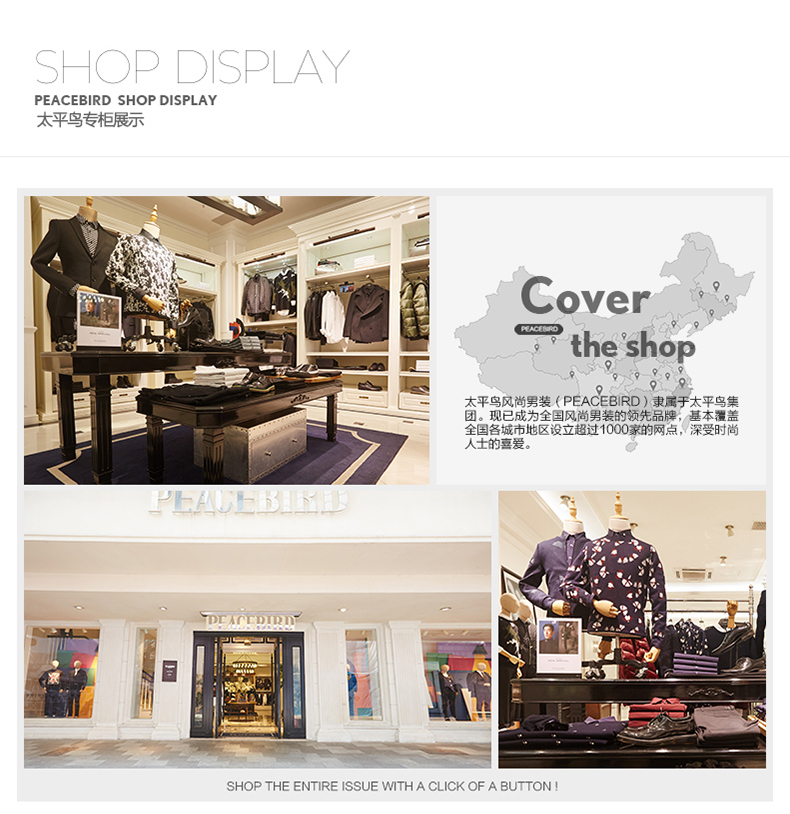 SHOP DISPLAY
PEACEBIRD SHOP DISPLAY
太平鸟专柜展示
Cover
PEACEBIRD
the shop
太平鸟风尚男装（PEACEBIRD）隶属于太平鸟集
团。现已成为全国风尚男装的领先品牌，基本覆盖
全国各城市地区设立超过1000家的网点，深受时尚
人士的喜爱。
PEACEBIRD
PEACEBIRD
SHOP THE ENTIRE ISSUE WITH A CLICK OF A BUTTON !